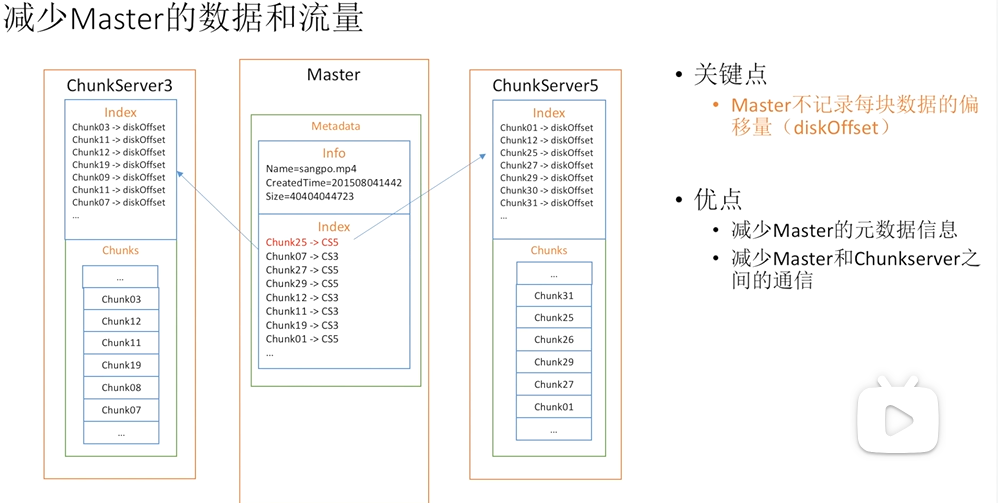 减少Master的数据和流量
ChunkServer3
Index
Chunk03 -> diskOffset
Chunk11 -> diskOffset
Chunk12 -> diskOffset
Chunk19 -> diskOffset
Chunk09 -> diskOffset
Chunk11 -> diskOffset
Chunk07 -> diskOffset
...
Chunks
...
Chunk03
Chunk12
Chunk11
Chunk19
Chunk08
Chunk07
...
Master
Metadata
Info
Name=sangpo.mp4
CreatedTime=201508041442
Size=40404044723
Index
Chunk25 -> CS5
Chunk07 -> CS3
Chunk27 -> CS5
Chunk29 -> CS5
Chunk12 -> CS3
Chunk11 -> CS3
Chunk19 -> CS3
Chunk01 -> CS5
...
ChunkServer5
Index
Chunk01 -> diskOffset
Chunk12 -> diskOffset
Chunk25 -> diskOffset
Chunk27 -> diskOffset
Chunk29 -> diskOffset
Chunk30 -> diskOffset
Chunk31 -> diskOffset
...
Chunks
...
Chunk31
Chunk25
Chunk26
Chunk29
Chunk27
Chunk01
...
• 关键点
• Master不记录每块数据的偏
移量（diskOffset）
• 优点
• 减少Master的元数据信息
• 减少Master和Chunkserver之
间的通信